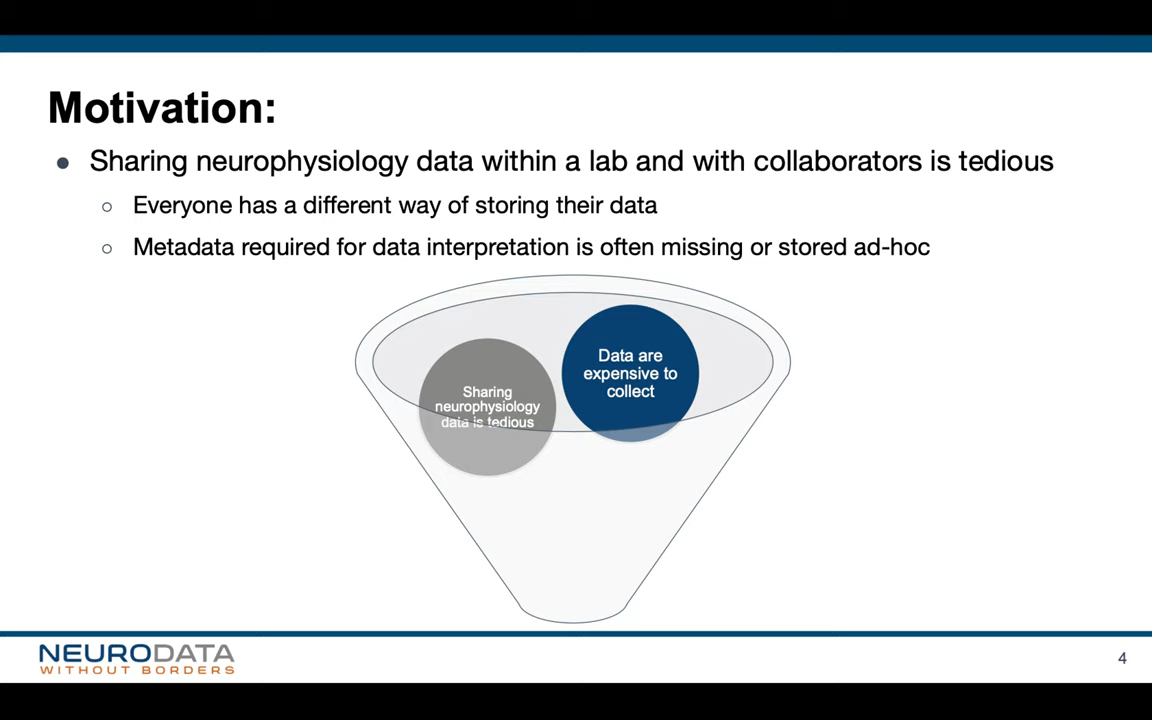 Motivation:
● Sharing neurophysiology data within a lab and with collaborators is tedious
○ Everyone has a different way of storing their data
○ Metadata required for data interpretation is often missing or stored ad-hoc
Sharing
neurophysiology
data is tedious
Data are
expensive to
collect
NEURODATA
WITHOUT BORDERS
4